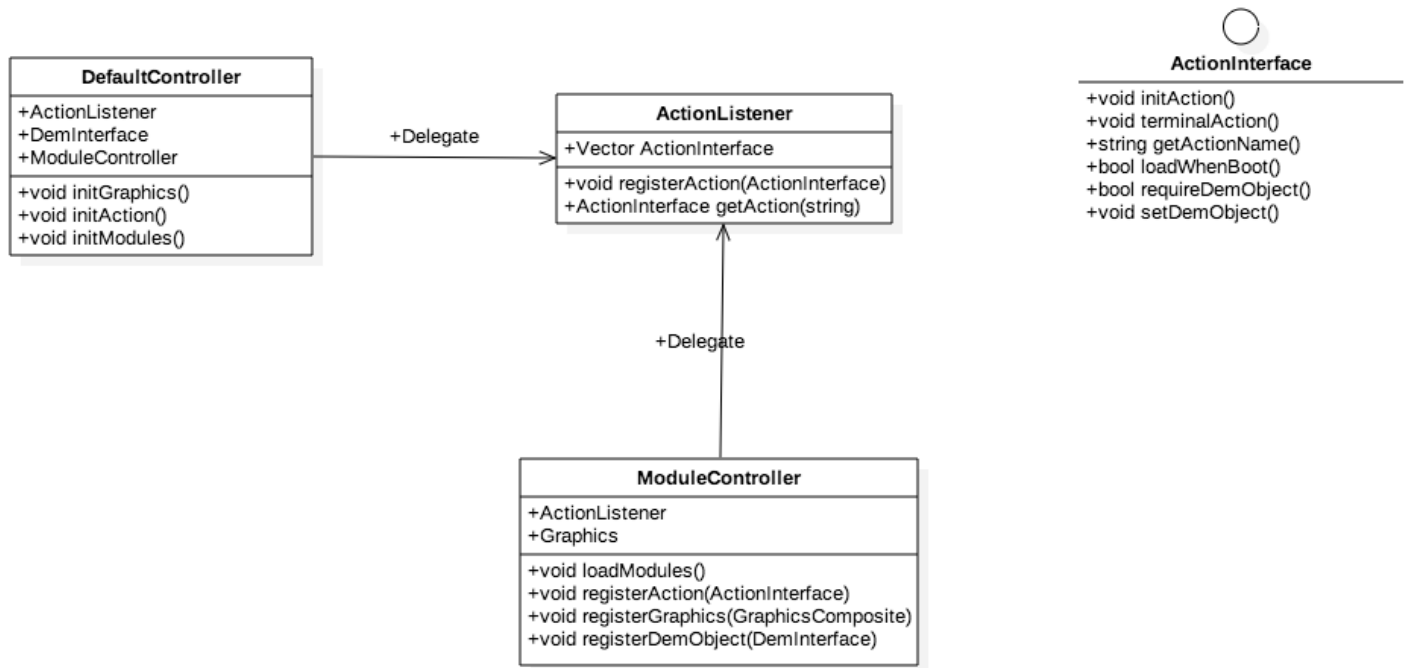 DefaultController
+ActionListener
+DemInterface
+ModuleController
+void initGraphics()
+void initAction()
+void initModules()
+Delegate
ActionListener
+Vector ActionInterface
+void registerAction(ActionInterface)
+ActionInterface getAction(string)
ActionInterface
+void initAction()
+void terminalAction()
+string getActionName()
+bool loadWhenBoot()
+bool requireDemObject()
+void setDemObject()
+Delegate
ModuleController
+ActionListener
+Graphics
+void loadModules()
+void registerAction(ActionInterface)
+void registerGraphics(GraphicsComposite)
+void registerDemObject(DemInterface)